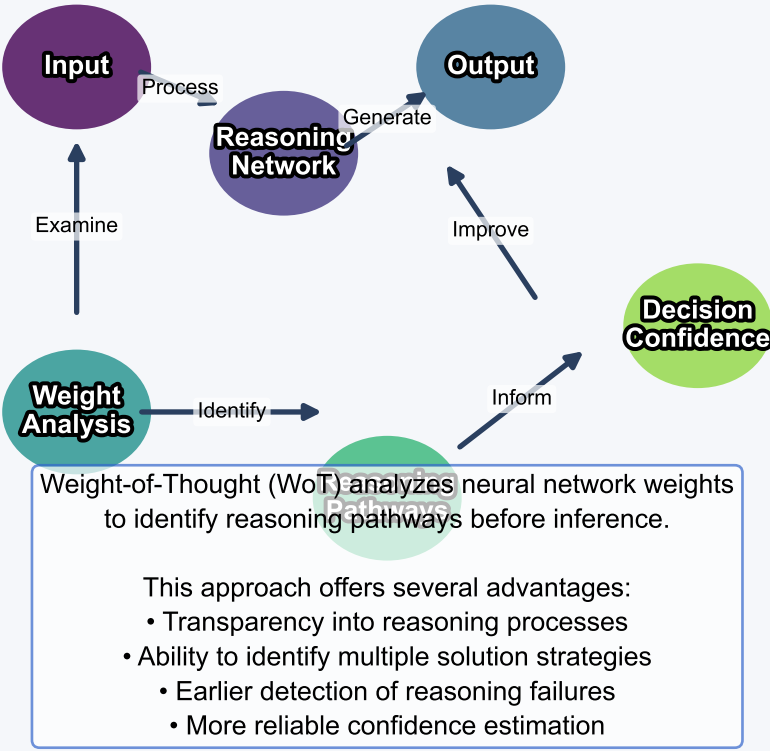 Input
Output
Process
Generate
Reasoning
Network
Examine
Improve
Decision
Confidence
Inform
Weight
Analysis
Identify
Reasoning
Pathways
Weight-of-Thought (WoT) analyzes neural network weights
to identify reasoning pathways before inference.
This approach offers several advantages:
• Transparency into reasoning processes
• Ability to identify multiple solution strategies
• Earlier detection of reasoning failures
• More reliable confidence estimation